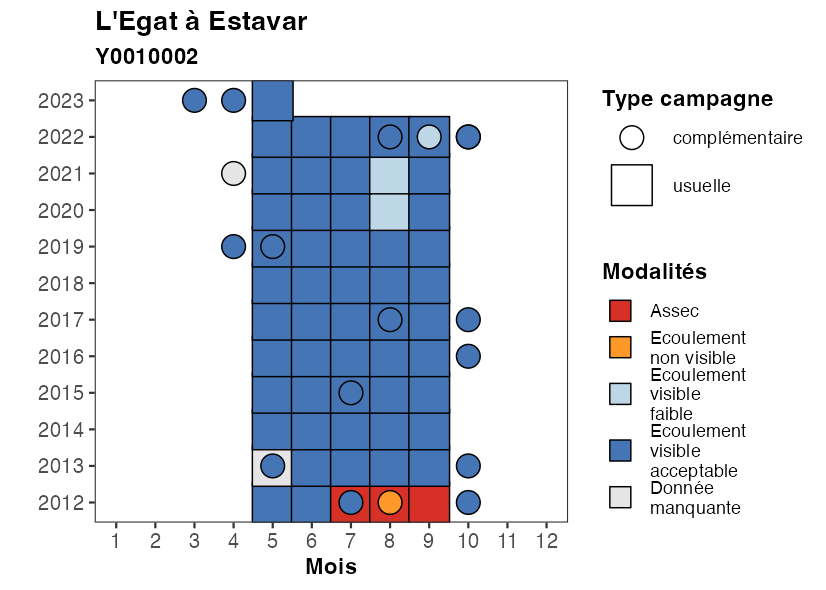 L'Egat à Estavar
Y0010002
2023
2022
2021
2020
2019
2018
2017
2016
2015
2014
2013
2012
1 2 3 4 5 6 7 8 9 10 11 12
Mois
Type campagne
complémentaire
usuelle
Modalités
Assec
Ecoulement
non visible
Ecoulement
visible
faible
Ecoulement
visible
acceptable
Donnée
manquante